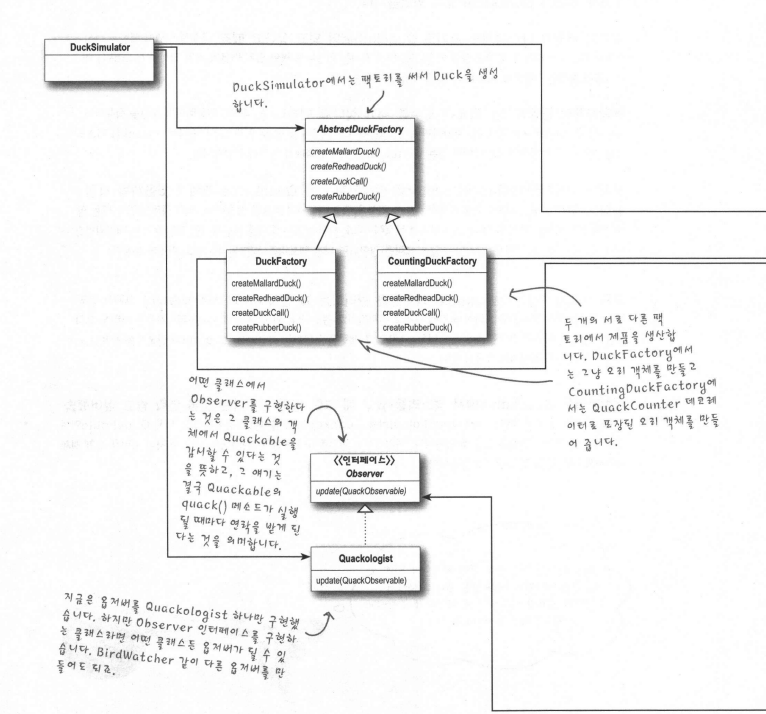 DuckSimulator
DuckSimulator에서는 팩토리를 써서 Duck을 생성
합니다.
AbstractDuckFactory
createMallardDuck()
createRedheadDuck()
createDuckCall()
createRubberDuck()
DuckFactory
createMallardDuck()
createRedheadDuck()
createDuckCall()
createRubberDuck()
CountingDuckFactory
createMallardDuck()
createRedheadDuck()
createDuckCall()
createRubberDuck()
두 개의 서로 다른 팩
토리에서 제품을 생산합
니다. DuckFactory에서
는 그냥 오리 객체를 만들고
CountingDuckFactory에
서는 QuackCounter 데코레
이터로 포장된 오리 객체를 만들
어 줍니다.
어떤 클래스에서
Observer를 구현한다
는 것은 그 클래스의 객
체에서 Quackable을
감시할 수 있다는 것
을 뜻하고, 그 얘기는
결국 Quackable의
quack() 메소드가 실행
될 때마다 연락을 받게 된
다는 것을 의미합니다.
<<인터페이스>>
Observer
update(QuackObservable)
Quackologist
update(QuackObservable)
지금은 옵저버를 Quackologist 하나만 구현했
습니다. 하지만 Observer 인터페이스를 구현하
는 클래스라면 어떤 클래스든 옵저버가 될 수 있
습니다. BirdWatcher 같이 다른 옵저버를 만
들어도 되죠.